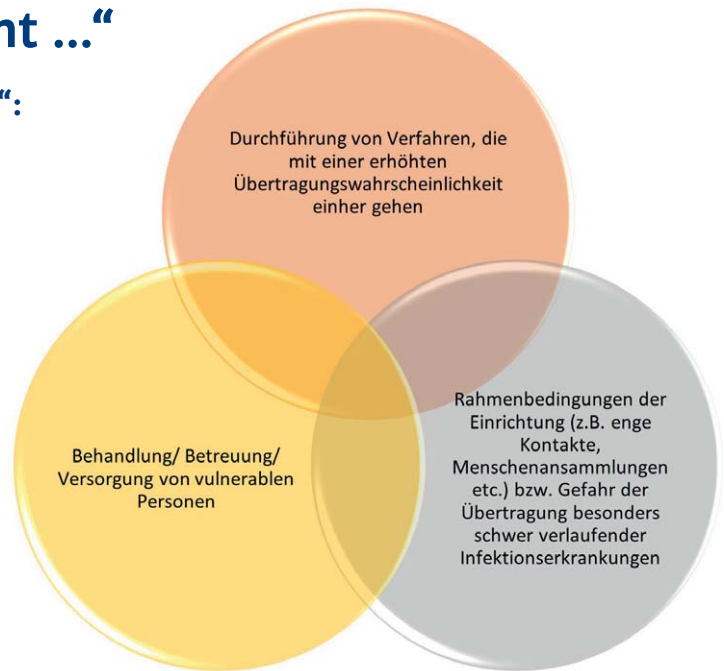 nt ...“
“:
Durchführung von Verfahren, die
mit einer erhöhten
Übertragungswahrscheinlichkeit
einher gehen
Behandlung/ Betreuung/
Versorgung von vulnerablen
Personen
Rahmenbedingungen der
Einrichtung (z.B. enge
Kontakte,
Menschenansammlungen
etc.) bzw. Gefahr der
Übertragung besonders
schwer verlaufender
Infektionserkrankungen